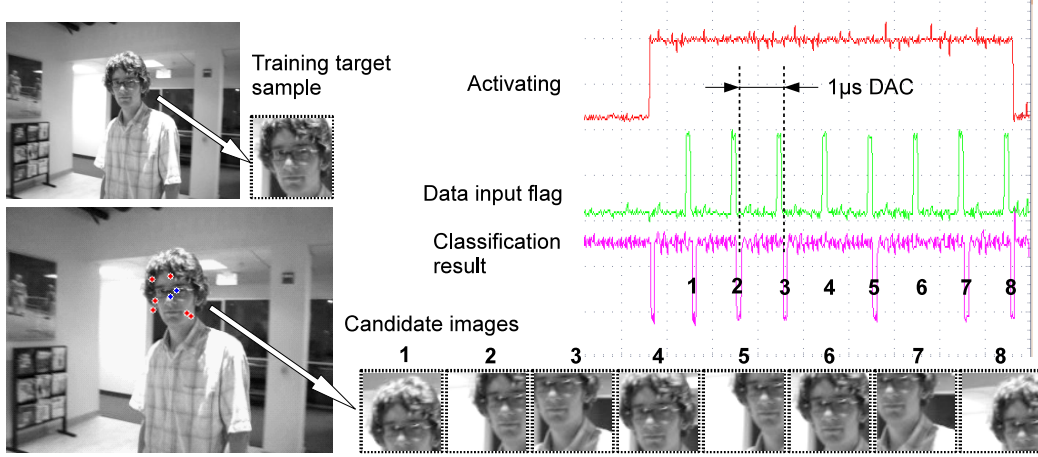 Training target
sample
Activating
1µs DAC
Data input flag
Classification
result
1 2 3 4 5 6 7 8
Candidate images
1 2 3 4 5 6 7 8